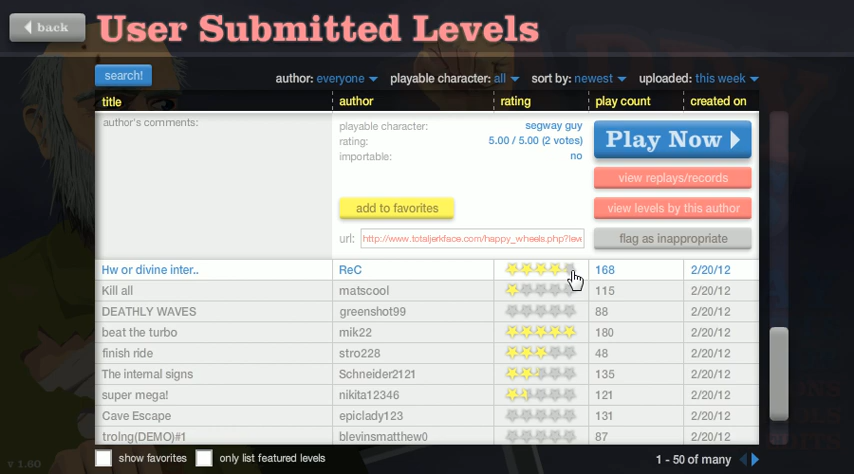 back
User Submitted Levels
search!
author: everyone playable character: all sort by: newest uploaded: this week
title author rating play count created on
author's comments:
playable character: segway guy
rating: 5.00 / 5.00 (2 votes)
importable: no
Play Now
view replays/records
add to favorites
view levels by this author
url: http://www.totaljerkface.com/happy_wheels.php?leve
flag as inappropriate
Hw or divine inter.. ReC 168 2/20/12
Kill all matscool 115 2/20/12
DEATHLY WAVES greenshot99 88 2/20/12
beat the turbo mik22 180 2/20/12
finish ride stro228 48 2/20/12
The internal signs Schneider2121 135 2/20/12
super mega! nikita12346 121 2/20/12
Cave Escape epiclady123 131 2/20/12
trolng(DEMO)#1 blevinsmatthew0 87 2/20/12
show favorites only list featured levels 1 - 50 of many
v 1.60